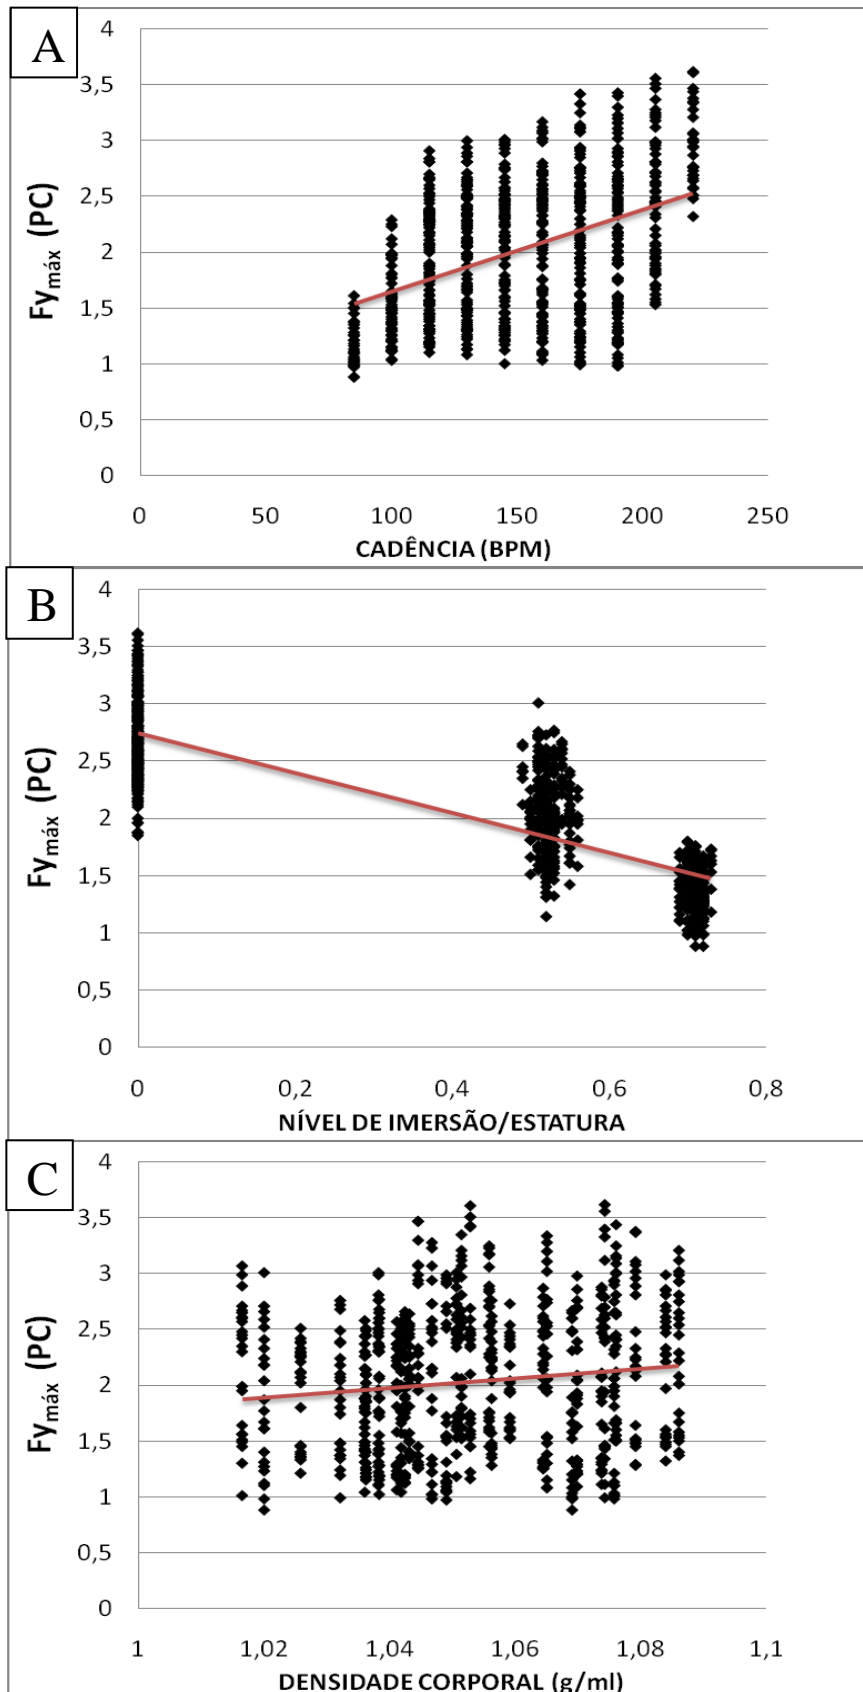 A
4
3,5
3
2,5
2
1,5
1
0,5
0
Fymáx (PC)
0 50 100 150 200 250
CADÊNCIA (BPM)
B
4
3,5
3
2,5
2
1,5
1
0,5
0
Fymáx (PC)
0 0,2 0,4 0,6 0,8
NÍVEL DE IMERSÃO/ESTATURA
C
4
3,5
3
2,5
2
1,5
1
0,5
0
Fymáx (PC)
1 1,02 1,04 1,06 1,08 1,1
DENSIDADE CORPORAL (g/ml)